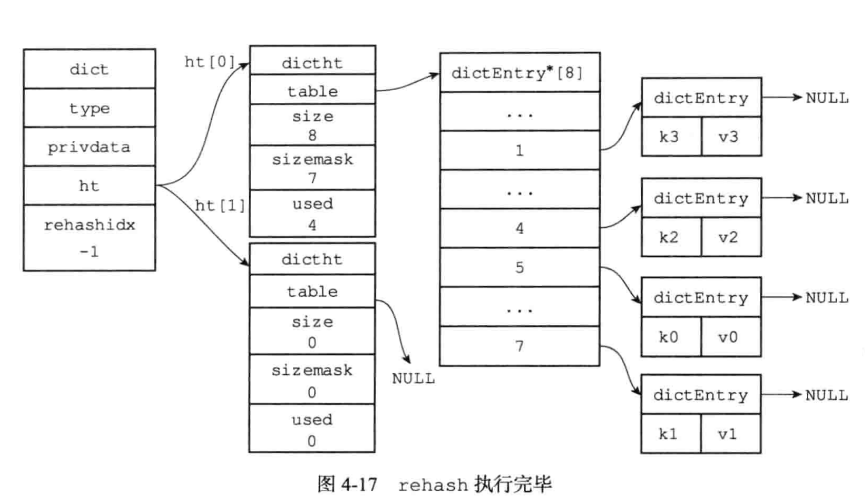 dict
type
privdata
ht
rehashidx
-1
ht[0]
dictht
table
size
8
sizemask
7
used
4
ht[1]
dictht
table
size
0
sizemask
0
used
0
NULL
dictEntry*[8]
...
1
...
4
5
...
7
dictEntry
NULL
k3 v3
dictEntry
NULL
k2 v2
dictEntry
NULL
k0 v0
dictEntry
NULL
k1 v1
图 4-17 rehash 执行完毕